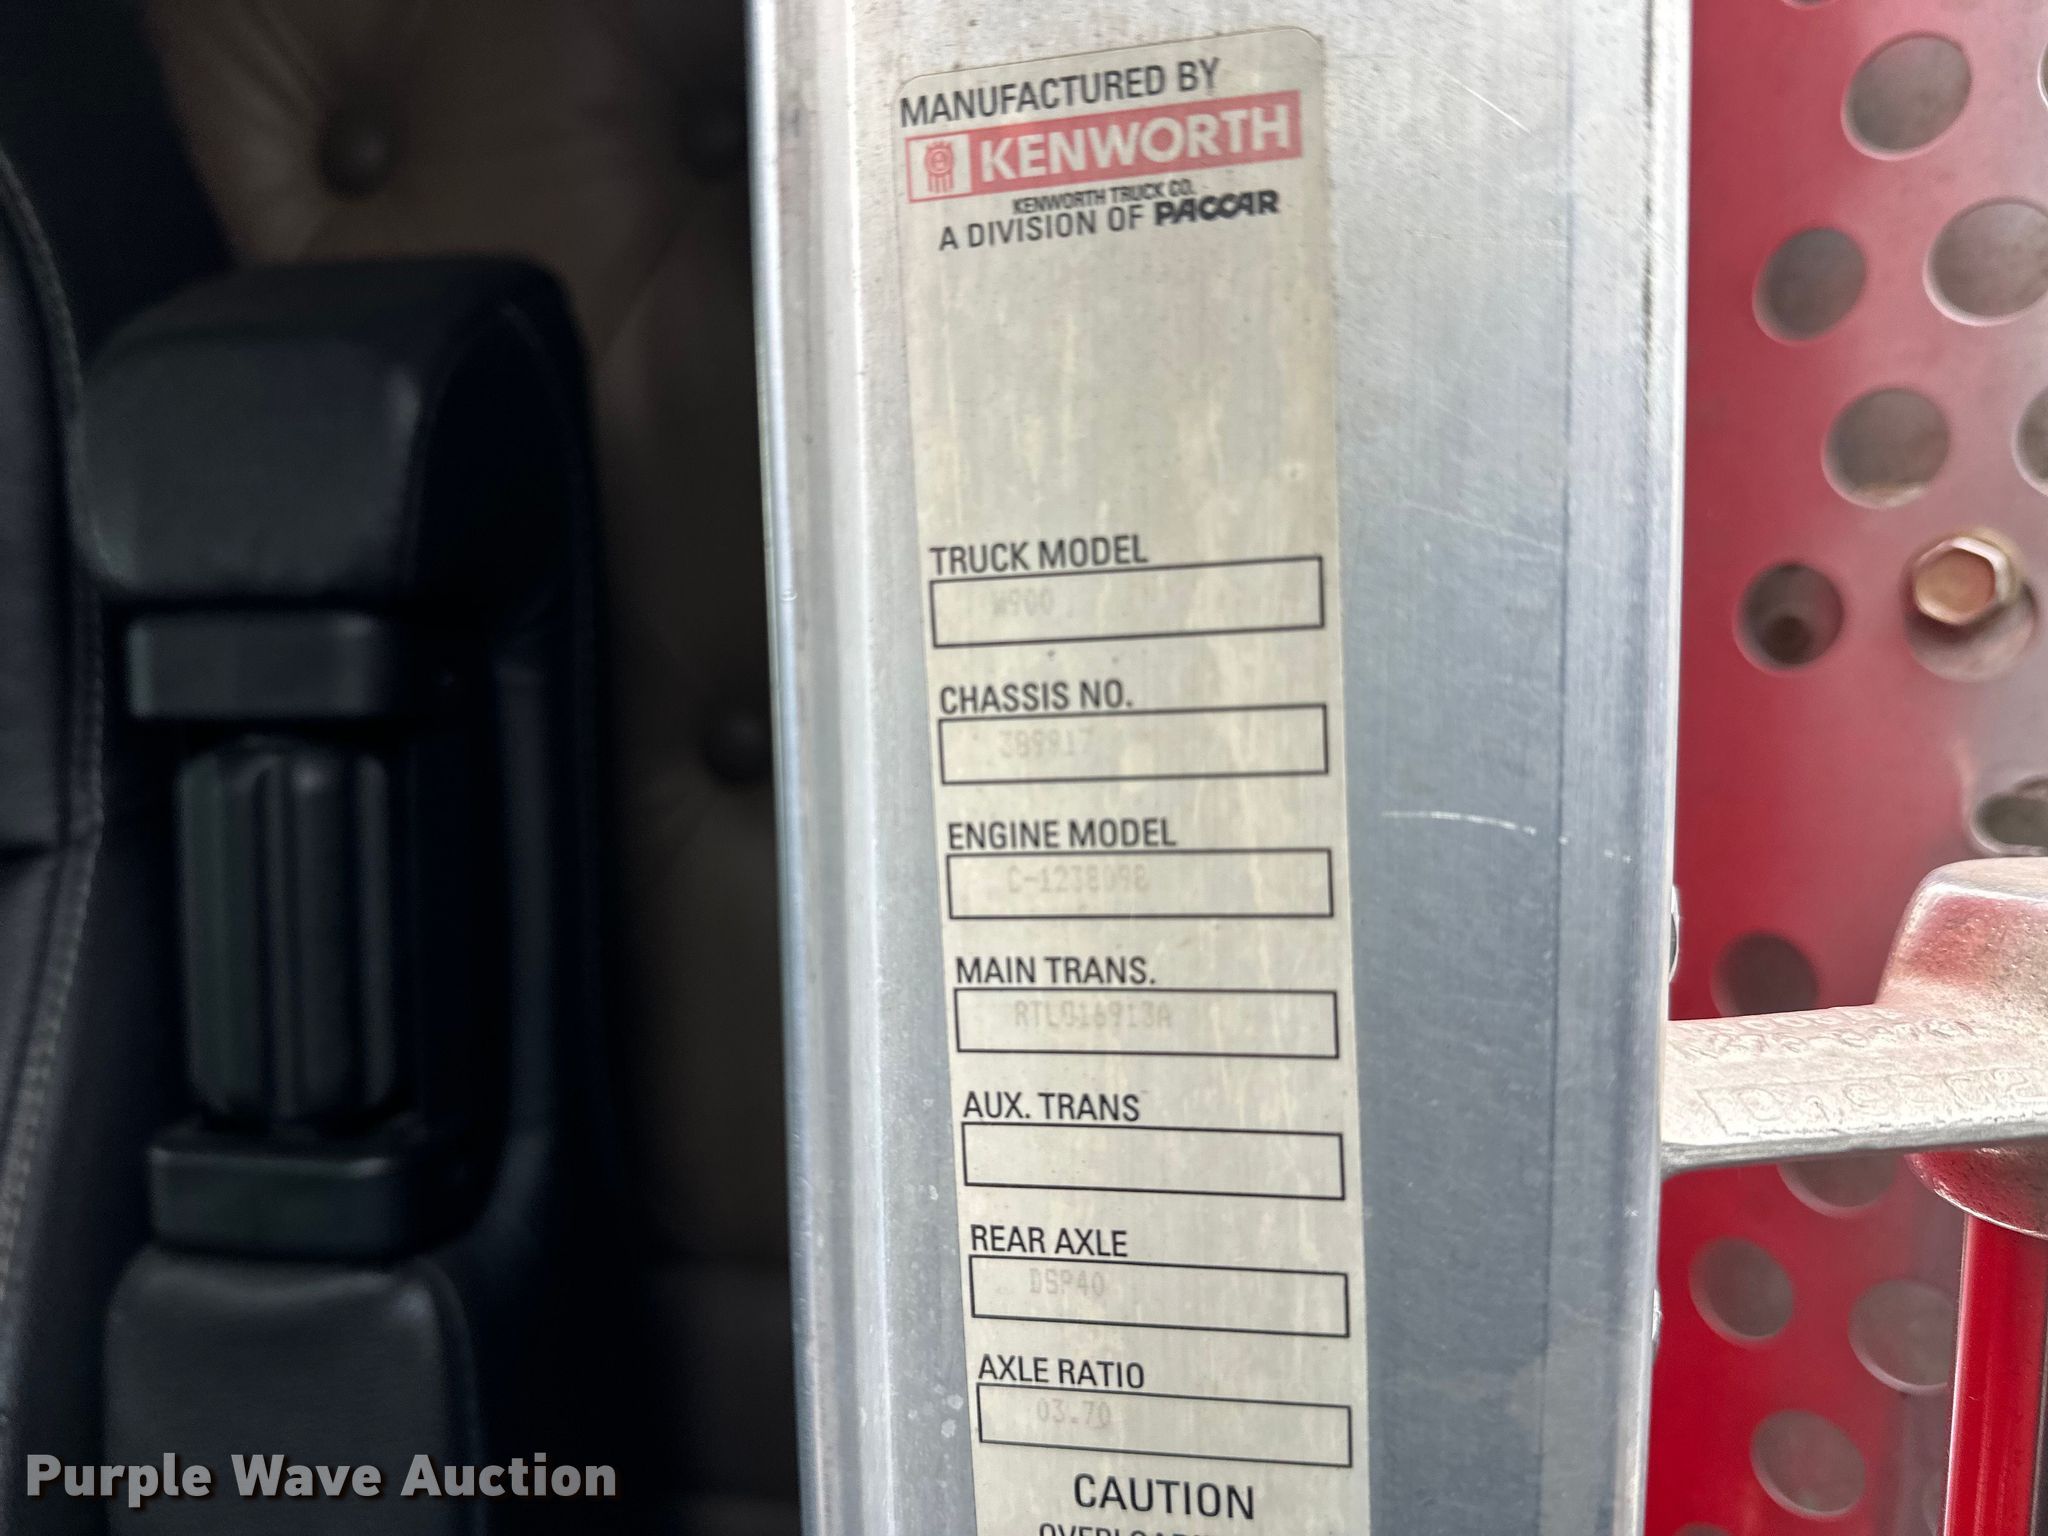 MANUFACTURED BY
KENWORTH
KENWORTH TRUCK CO.
A DIVISION OF PACCAR
TRUCK MODEL
W900
CHASSIS NO.
389917
ENGINE MODEL
C-1238098
MAIN TRANS.
RTLO16913A
AUX. TRANS
REAR AXLE
DSP40
AXLE RATIO
03.70
CAUTION
Purple Wave Auction